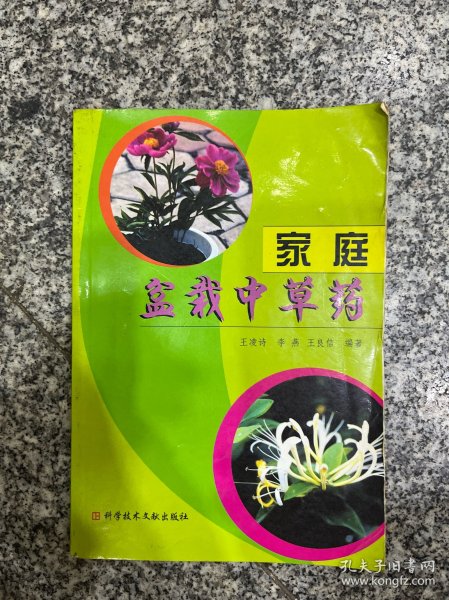 家庭
盆栽中草药
王凌诗 李燕 王良信 编著
科学技术文献出版社
孔夫子旧书网
www.kongfz.com